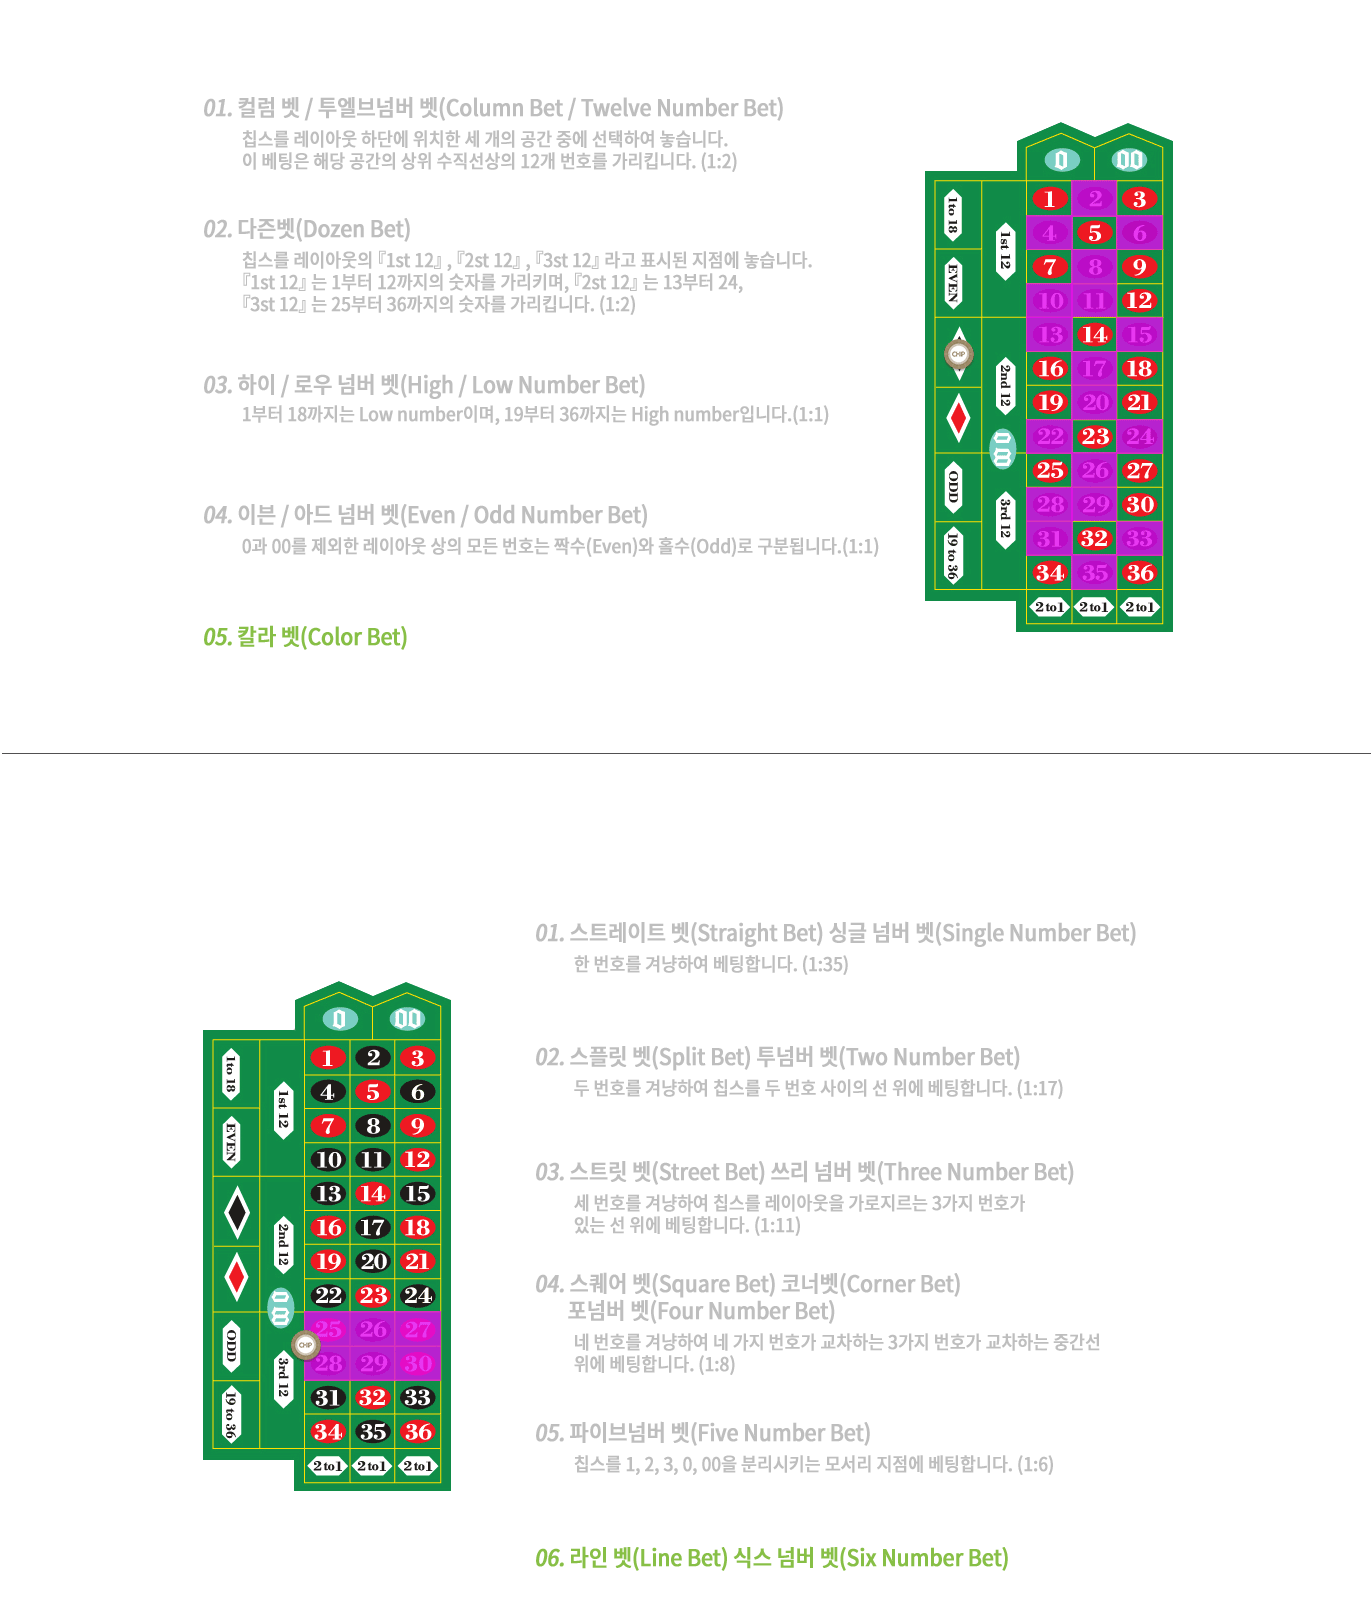 01. 컬럼 벳 / 투엘브넘버 벳(Column Bet / Twelve Number Bet)
칩스를 레이아웃 하단에 위치한 세 개의 공간 중에 선택하여 놓습니다.
이 베팅은 해당 공간의 상위 수직선상의 12개 번호를 가리킵니다. (1:2)
02. 다즌벳(Dozen Bet)
칩스를 레이아웃의 『1st 12』, 『2st 12』, 『3st 12』 라고 표시된 지점에 놓습니다.
『1st 12』 는 1부터 12까지의 숫자를 가리키며, 『2st 12』 는 13부터 24,
『3st 12』 는 25부터 36까지의 숫자를 가리킵니다. (1:2)
03. 하이 / 로우 넘버 벳(High / Low Number Bet)
1부터 18까지는 Low number이며, 19부터 36까지는 High number입니다.(1:1)
04. 이븐 / 아드 넘버 벳(Even / Odd Number Bet)
0과 00를 제외한 레이아웃 상의 모든 번호는 짝수(Even)와 홀수(Odd)로 구분됩니다.(1:1)
05. 칼라 벳(Color Bet)
0 00
1 2 3
4 5 6
7 8 9
10 11 12
13 14 15
16 17 18
19 20 21
22 23 24
25 26 27
28 29 30
31 32 33
34 35 36
2 to 1 2 to 1 2 to 1
1 to 18
EVEN
CHIP
ODD
19 to 36
1st 12
2nd 12
00
3rd 12
01. 스트레이트 벳(Straight Bet) 싱글 넘버 벳(Single Number Bet)
한 번호를 겨냥하여 베팅합니다. (1:35)
02. 스플릿 벳(Split Bet) 투넘버 벳(Two Number Bet)
두 번호를 겨냥하여 칩스를 두 번호 사이의 선 위에 베팅합니다. (1:17)
03. 스트릿 벳(Street Bet) 쓰리 넘버 벳(Three Number Bet)
세 번호를 겨냥하여 칩스를 레이아웃을 가로지르는 3가지 번호가
있는 선 위에 베팅합니다. (1:11)
04. 스퀘어 벳(Square Bet) 코너벳(Corner Bet)
포넘버 벳(Four Number Bet)
네 번호를 겨냥하여 네 가지 번호가 교차하는 3가지 번호가 교차하는 중간선
위에 베팅합니다. (1:8)
05. 파이브넘버 벳(Five Number Bet)
칩스를 1, 2, 3, 0, 00을 분리시키는 모서리 지점에 베팅합니다. (1:6)
06. 라인 벳(Line Bet) 식스 넘버 벳(Six Number Bet)
0 00
1 2 3
4 5 6
7 8 9
10 11 12
13 14 15
16 17 18
19 20 21
22 23 24
25 26 27
28 29 30
31 32 33
34 35 36
2 to 1 2 to 1 2 to 1
1 to 18
EVEN
ODD
19 to 36
1st 12
2nd 12
00
CHIP
3rd 12